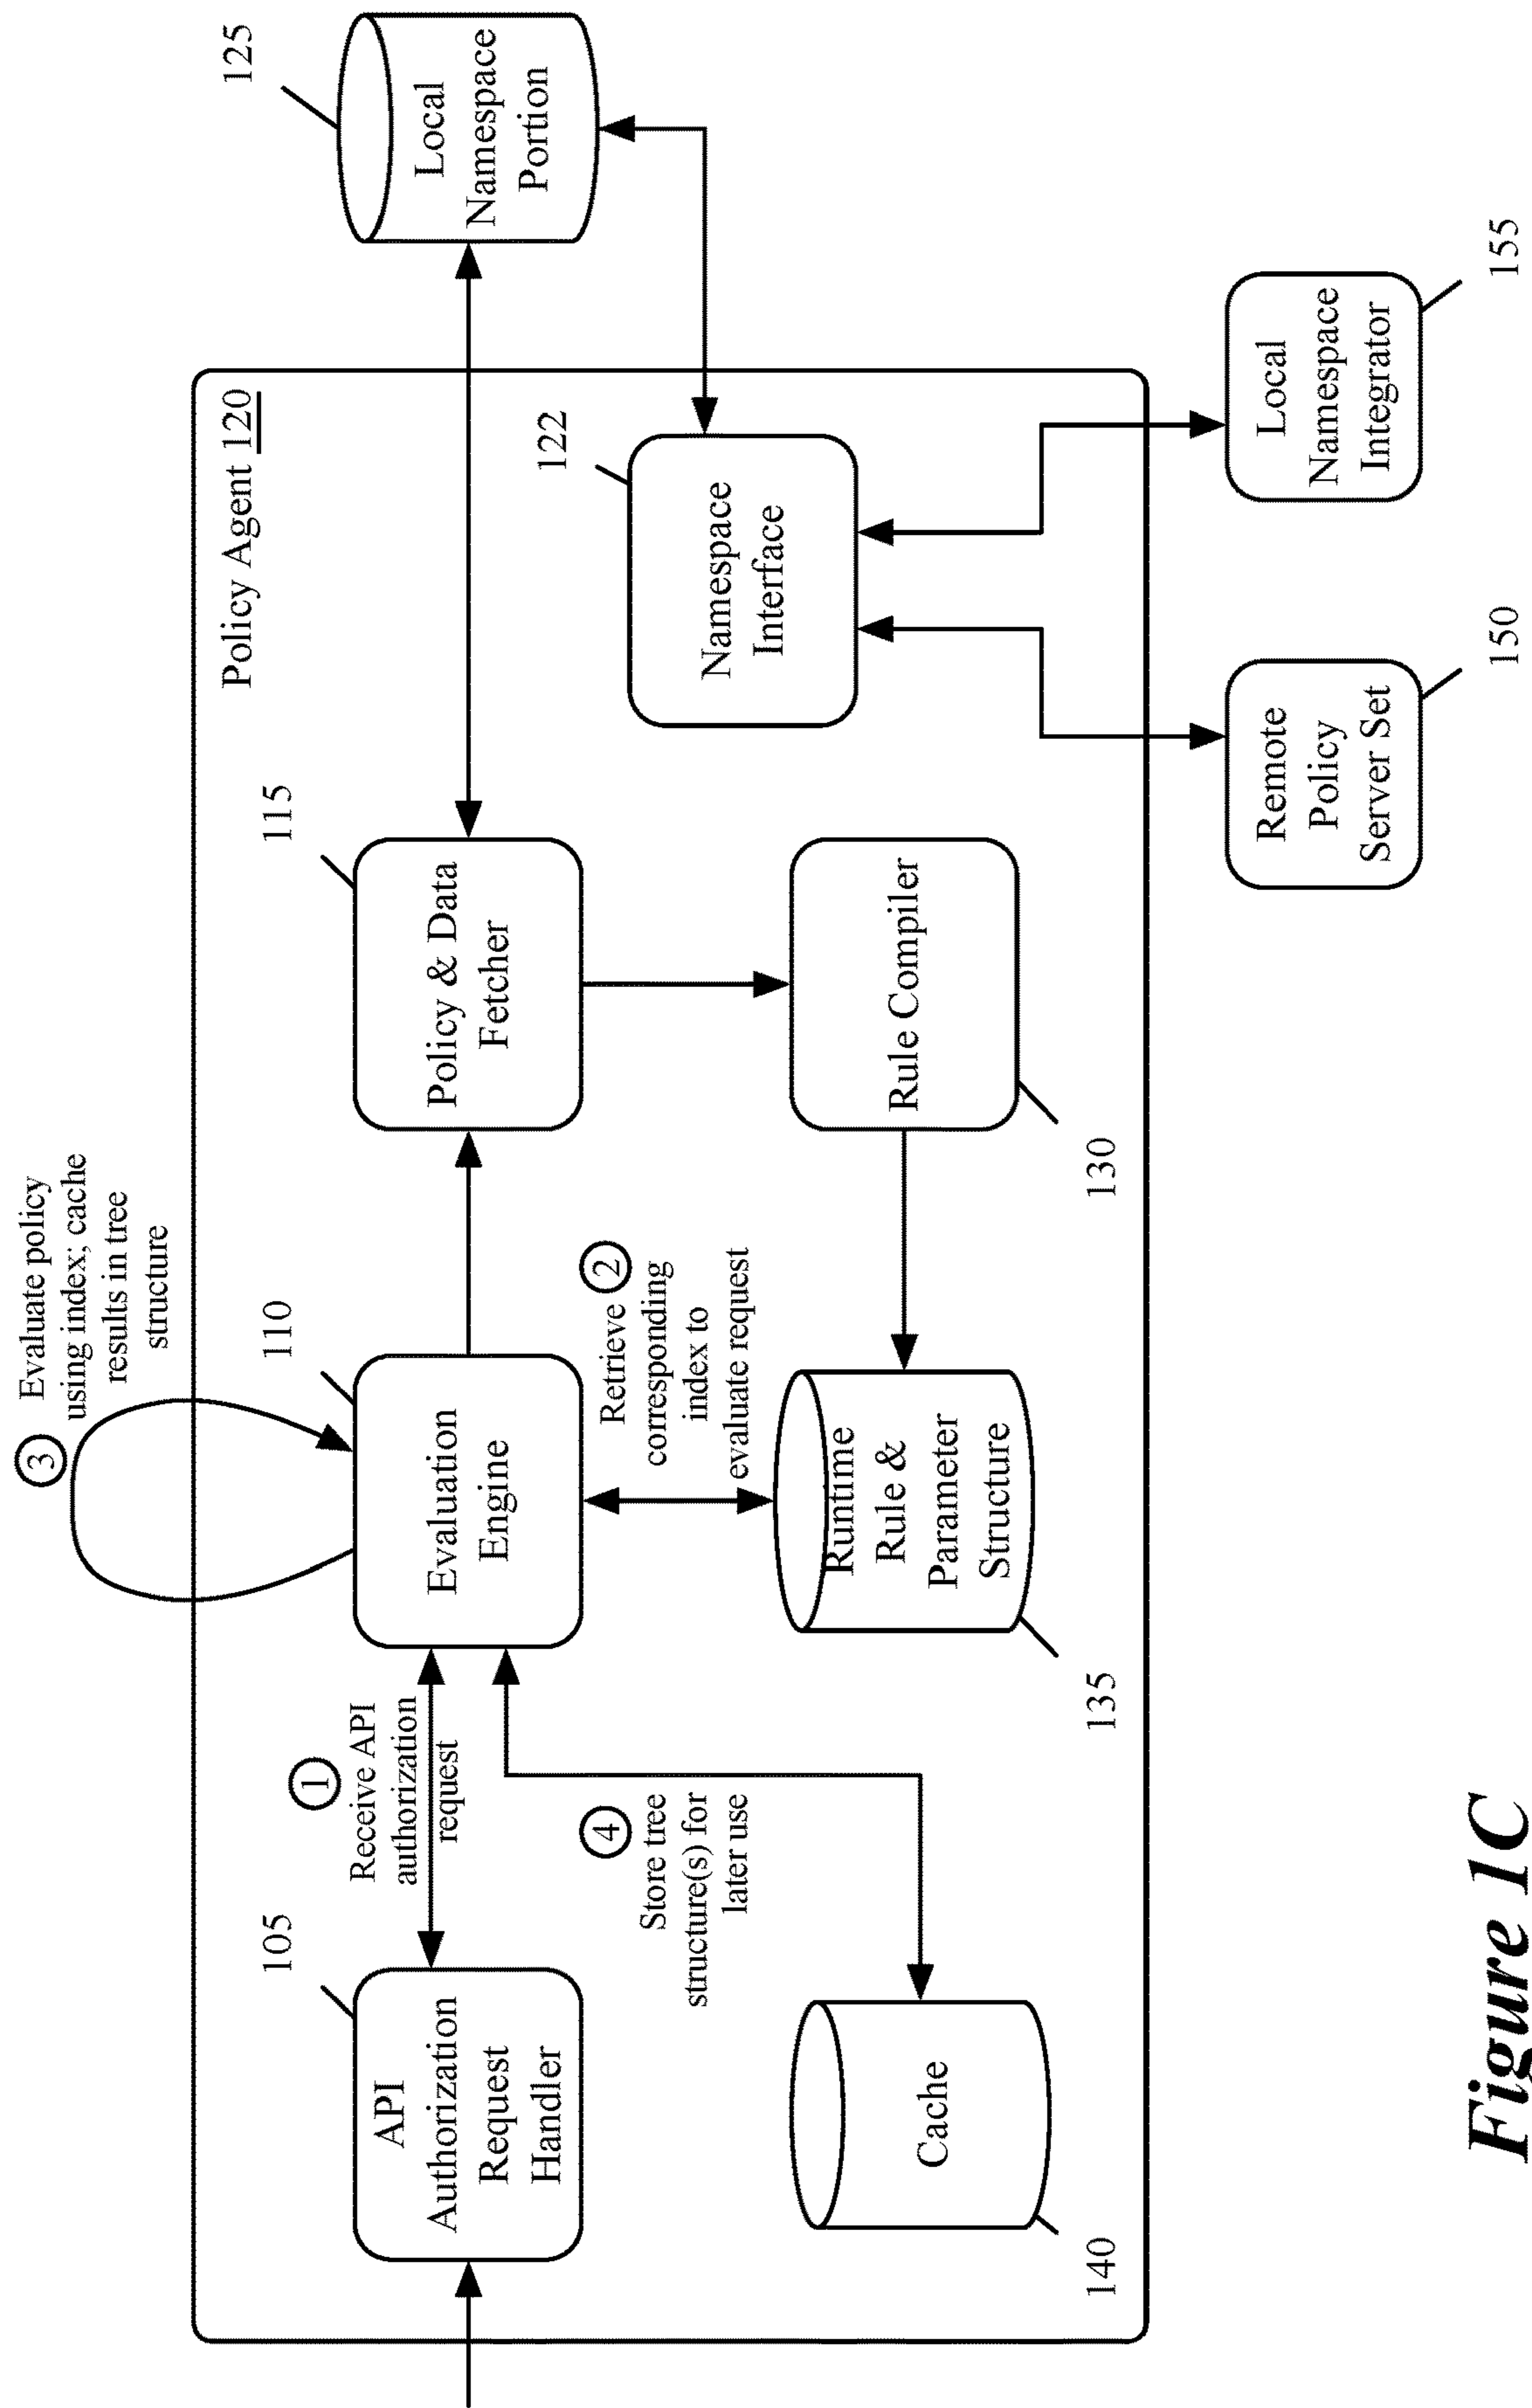 3
Evaluate policy
using index; cache
results in tree
structure
Policy Agent 120
105
API
Authorization
Request
Handler
1
Receive API
authorization
request
110
Evaluation
Engine
115
Policy & Data
Fetcher
125
Local
Namespace
Portion
4
Store tree
structure(s) for
later use
2
Retrieve
corresponding
index to
evaluate request
122
Namespace
Interface
Cache
140
Runtime
Rule &
Parameter
Structure
135
Rule Compiler
130
Remote
Policy
Server Set
150
Local
Namespace
Integrator
155
Figure 1C